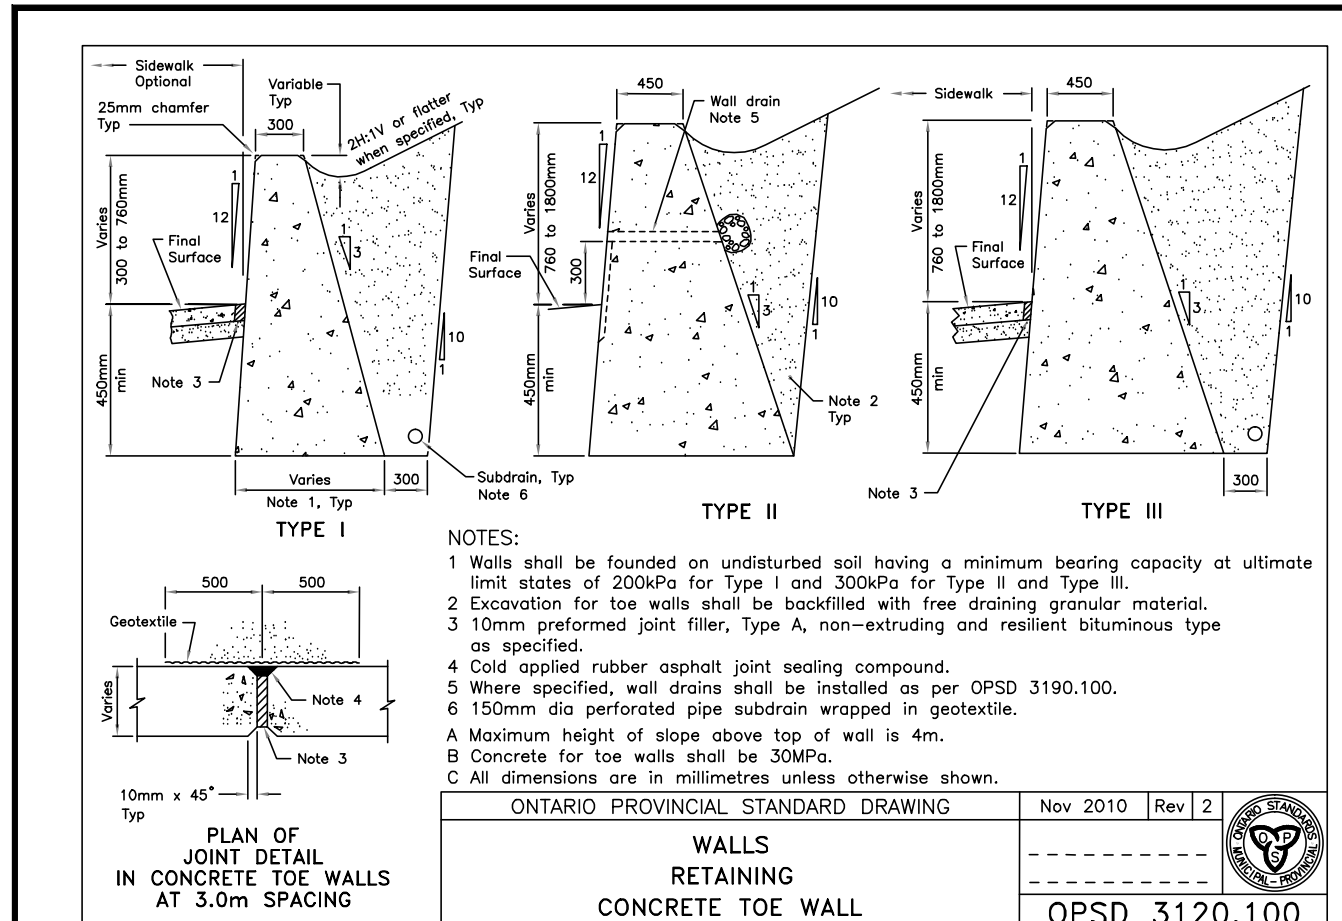 Sidewalk
Optional
Variable
Typ
25mm chamfer
Typ
300
2H:1V or flatter
when specified, Typ
Varies
300 to 760mm
1
12
1
3
Final
Surface
450mm
min
Note 3
10
1
Varies
300
Note 1, Typ
Subdrain, Typ
Note 6
TYPE I
450
Wall drain
Note 5
1
12
Varies
760 to 1800mm
Final
Surface
300
1
3
10
1
450mm
min
Note 2
Typ
TYPE II
Sidewalk
450
Varies
760 to 1800mm
1
12
Final
Surface
1
3
10
1
450mm
min
Note 3
300
TYPE III
500 500
Geotextile
Varies
Note 4
Note 3
10mm x 45°
Typ
PLAN OF
JOINT DETAIL
IN CONCRETE TOE WALLS
AT 3.0m SPACING
NOTES:
1 Walls shall be founded on undisturbed soil having a minimum bearing capacity at ultimate
limit states of 200kPa for Type I and 300kPa for Type II and Type III.
2 Excavation for toe walls shall be backfilled with free draining granular material.
3 10mm preformed joint filler, Type A, non-extruding and resilient bituminous type
as specified.
4 Cold applied rubber asphalt joint sealing compound.
5 Where specified, wall drains shall be installed as per OPSD 3190.100.
6 150mm dia perforated pipe subdrain wrapped in geotextile.
A Maximum height of slope above top of wall is 4m.
B Concrete for toe walls shall be 30MPa.
C All dimensions are in millimetres unless otherwise shown.
ONTARIO PROVINCIAL STANDARD DRAWING
Nov 2010 Rev 2
WALLS
RETAINING
CONCRETE TOE WALL
ONTARIO STANDARDS
MUNICIPAL-PROVINCIAL
OPS
OPSD 3120.100